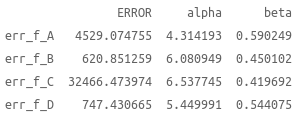 ERROR alpha beta
err_f_A 4529.074755 4.314193 0.590249
err_f_B 620.851259 6.080949 0.450102
err_f_C 32466.473974 6.537745 0.419692
err_f_D 747.430665 5.449991 0.544075